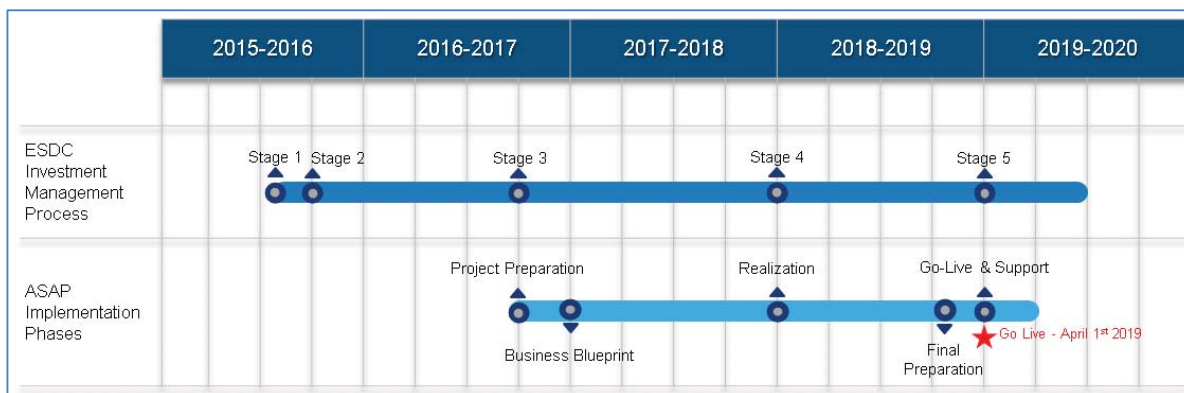 2015-2016 2016-2017 2017-2018 2018-2019 2019-2020
ESDC
Investment
Management
Process
Stage 1 Stage 2 Stage 3 Stage 4 Stage 5
ASAP
Implementation
Phases
Project Preparation Realization Go-Live & Support
Business Blueprint
Final
Preparation
Go Live - April 1st 2019